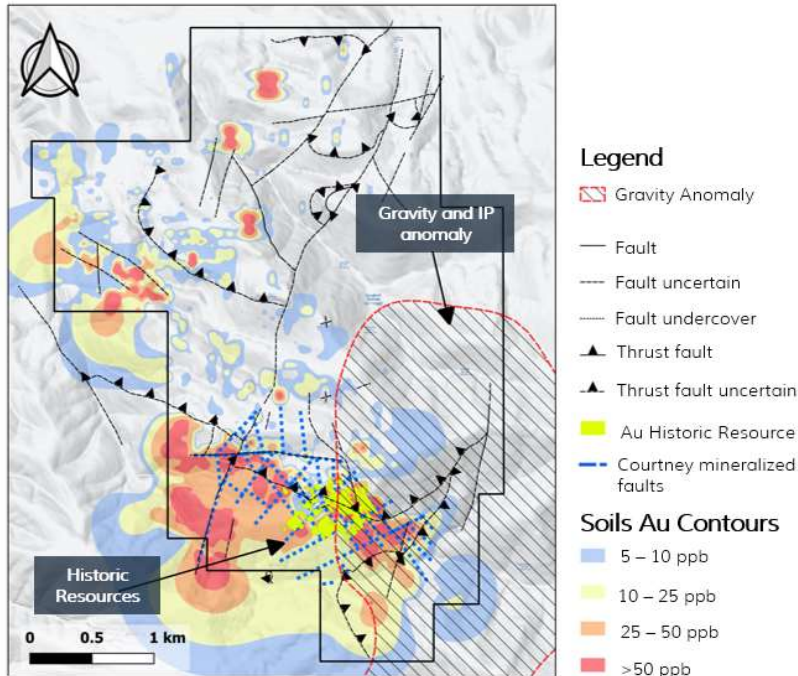 Gravity and IP
anomaly
Historic
Resources
0 0.5 1 km
Legend
Gravity Anomaly
Fault
Fault uncertain
Fault undercover
Thrust fault
Thrust fault uncertain
Au Historic Resource
Courtney mineralized
faults
Soils Au Contours
5 – 10 ppb
10 – 25 ppb
25 – 50 ppb
>50 ppb